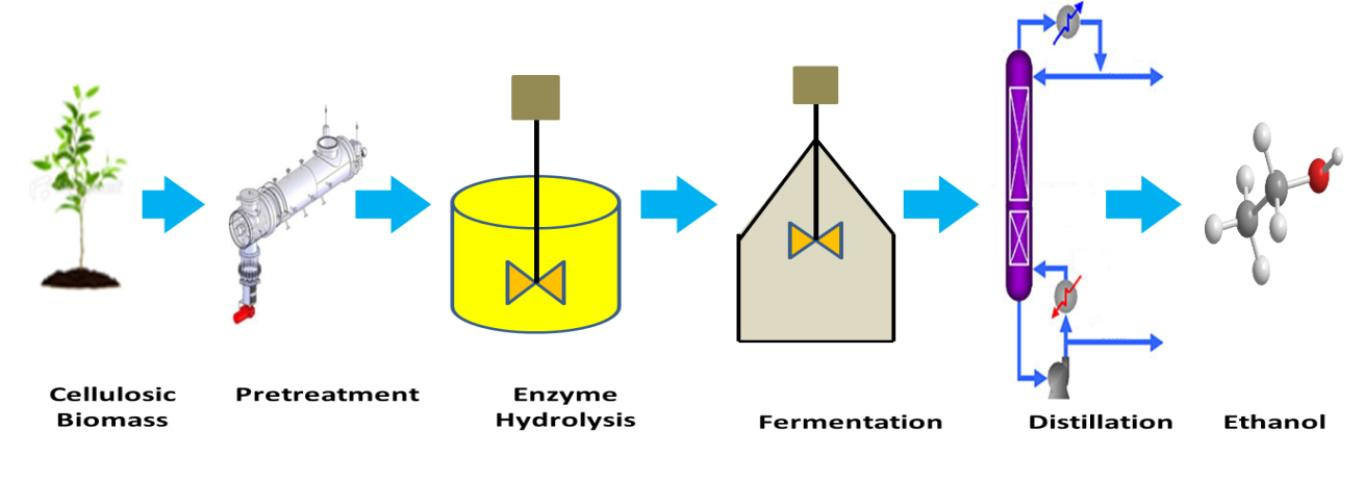 Cellulosic
Biomass
Pretreatment
Enzyme
Hydrolysis
Fermentation
Distillation
Ethanol